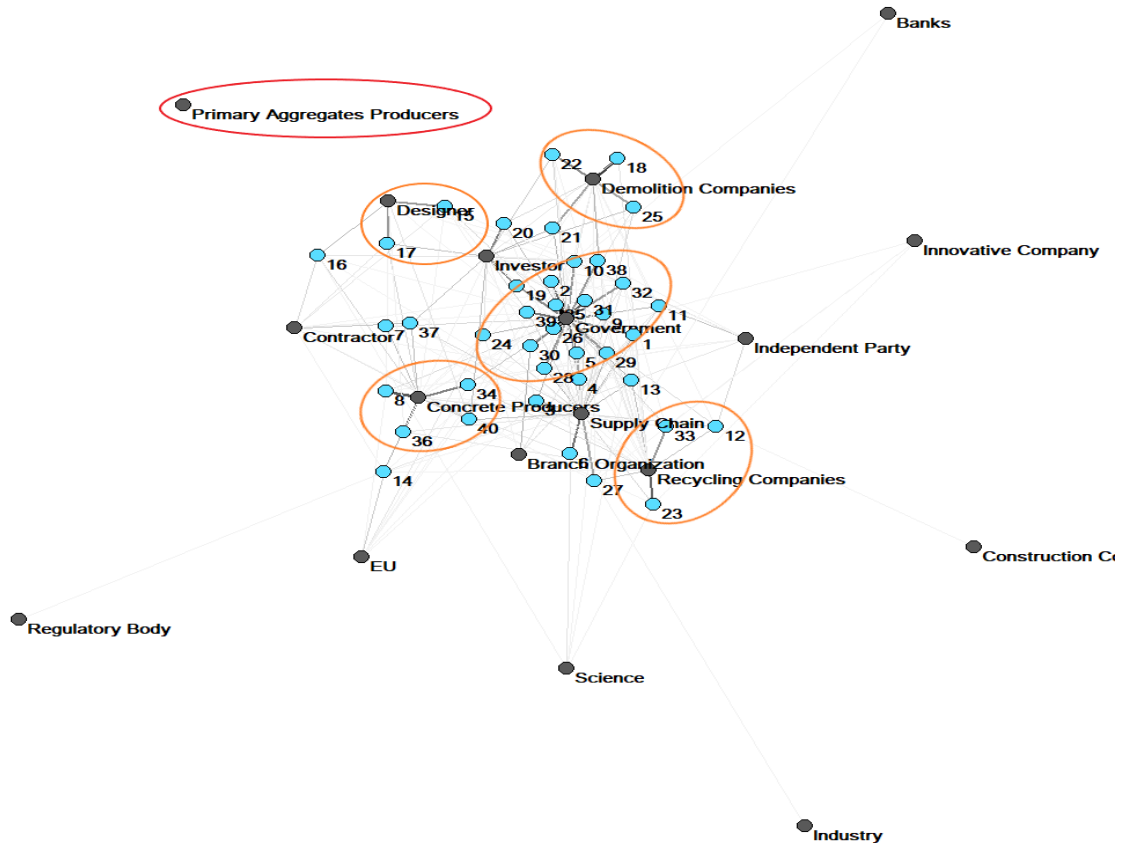 Banks
Primary Aggregates Producers
22
18
Demolition Companies
Designer
15
25
20
21
17
Innovative Company
16
Investor
10
38
2
32
19
31
11
39
9
Government
Contractor
7
37
24
26
1
Independent Party
30
5
29
28
4
13
8
34
Concrete Producers
3
Supply Chain
40
33
12
36
6
Branch Organization
14
27
Recycling Companies
23
Construction Co
EU
Regulatory Body
Science
Industry